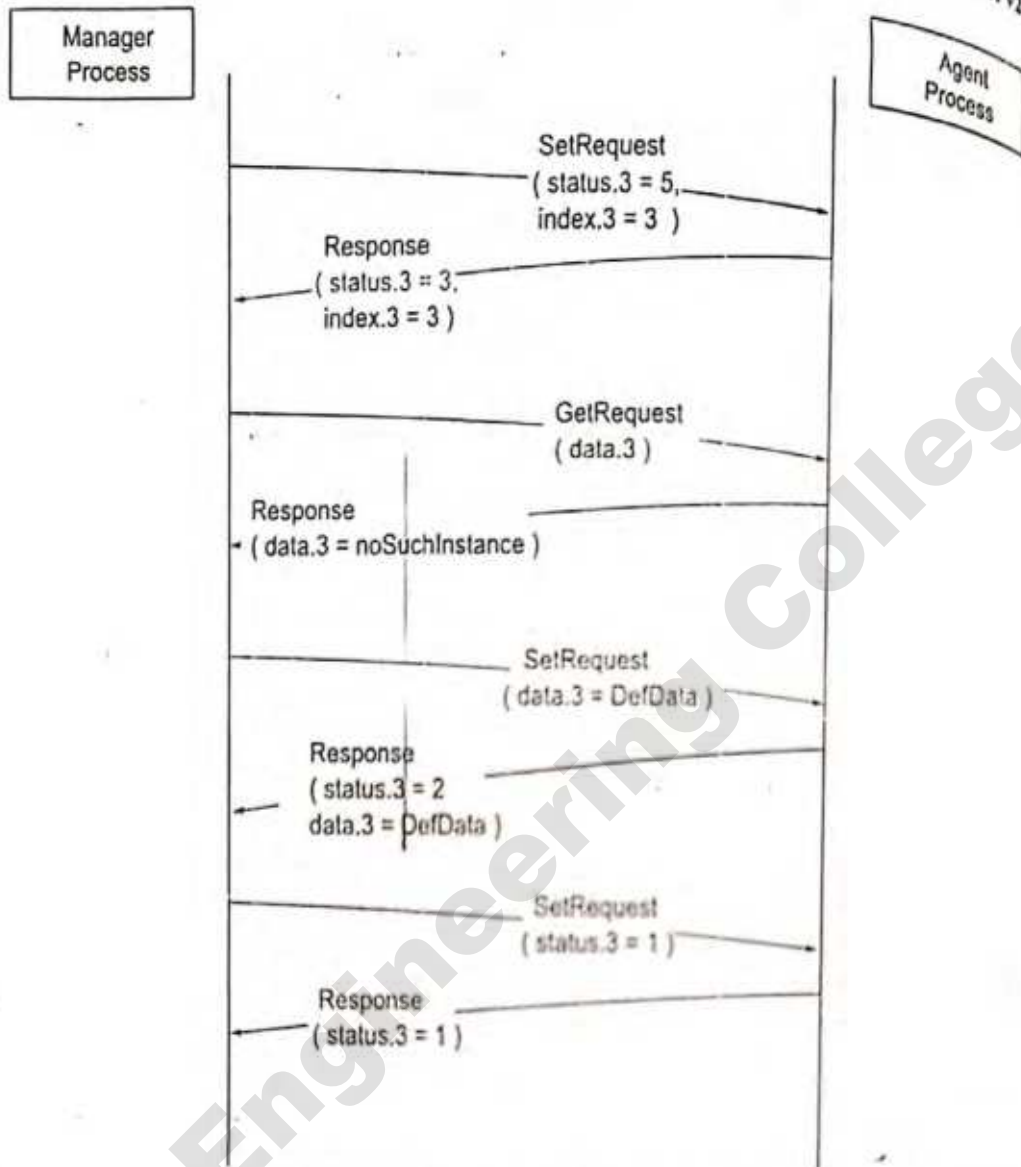 Manager
Process
Agent
Process
SetRequest
( status.3 = 5,
index.3 = 3 )
Response
( status.3 = 3,
index.3 = 3 )
GetRequest
( data.3 )
Response
( data.3 = noSuchInstance )
SetRequest
( data.3 = DefData )
Response
( status.3 = 2
data.3 = DefData )
SetRequest
( status.3 = 1 )
Response
( status.3 = 1 )
Engineering College